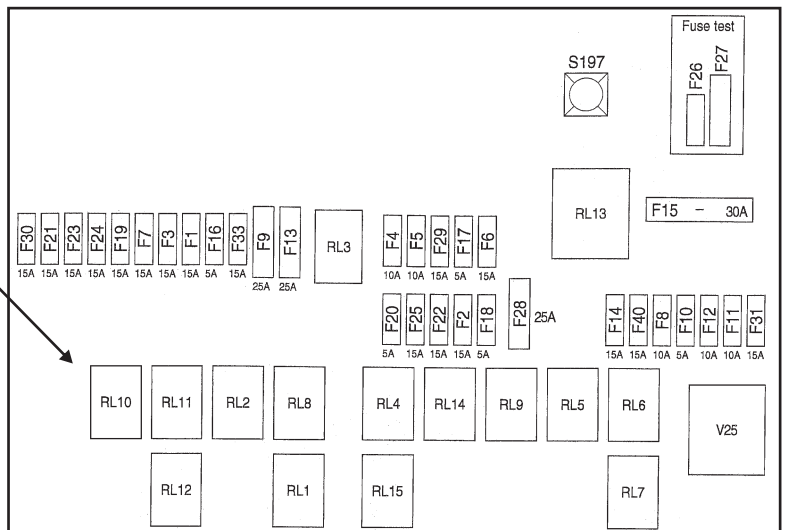 Fuse test
S197
F26
F27
RL13
F15 – 30A
F30 F21 F23 F24 F19 F7 F3 F1 F16 F33 F9 F13
15A 15A 15A 15A 15A 15A 15A 15A 5A 15A 25A 25A
RL3
F4 F5 F29 F17 F6
10A 10A 15A 5A 15A
F20 F25 F22 F2 F18 F28 25A
5A 15A 15A 15A 5A
F14 F40 F8 F10 F12 F11 F31
15A 15A 10A 5A 10A 10A 15A
RL10 RL11 RL2 RL8 RL4 RL14 RL9 RL5 RL6
V25
RL12 RL1 RL15 RL7